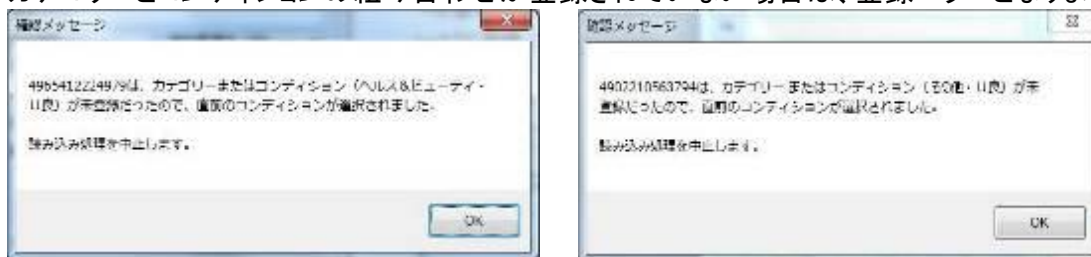 カテゴリーとコンディションの組み合わせが登録されていない場合は、登録エラーとなりま
確認メッセージ
4965412224979は、カテゴリーまたはコンディション（ヘルス&ビューティ・
U良）が未登録だったので、直前のコンディションが選択されました。
読み込み処理を中止します。
OK
確認メッセージ
4902210563794は、カテゴリーまたはコンディション（その他・U良）が未
登録だったので、直前のコンディションが選択されました。
読み込み処理を中止します。
OK